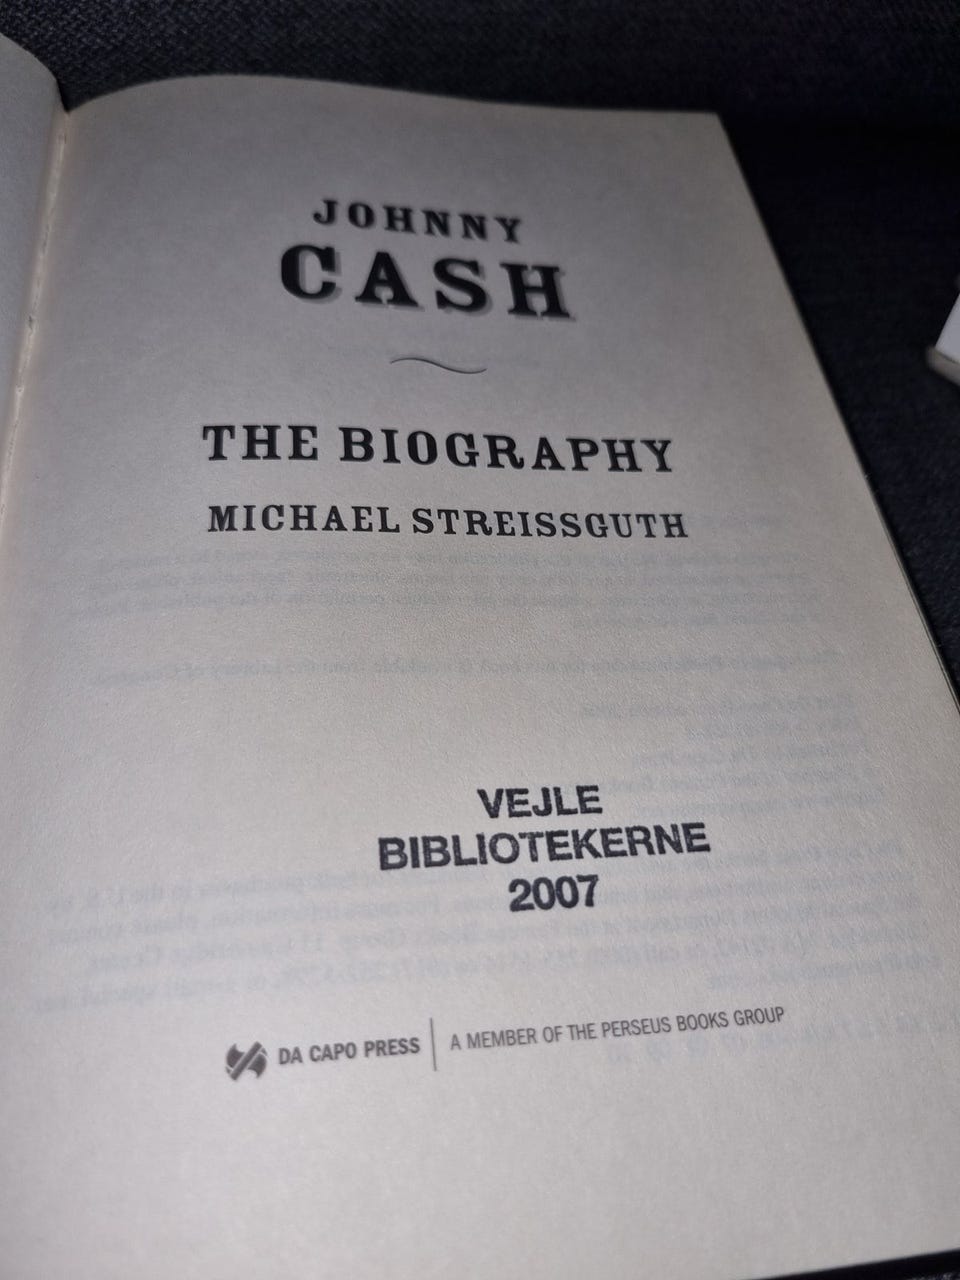 JOHNNY
CASH
THE BIOGRAPHY
MICHAEL STREISSGUTH
VEJLE
BIBLIOTEKERNE
2007
DA CAPO PRESS | A MEMBER OF THE PERSEUS BOOKS GROUP